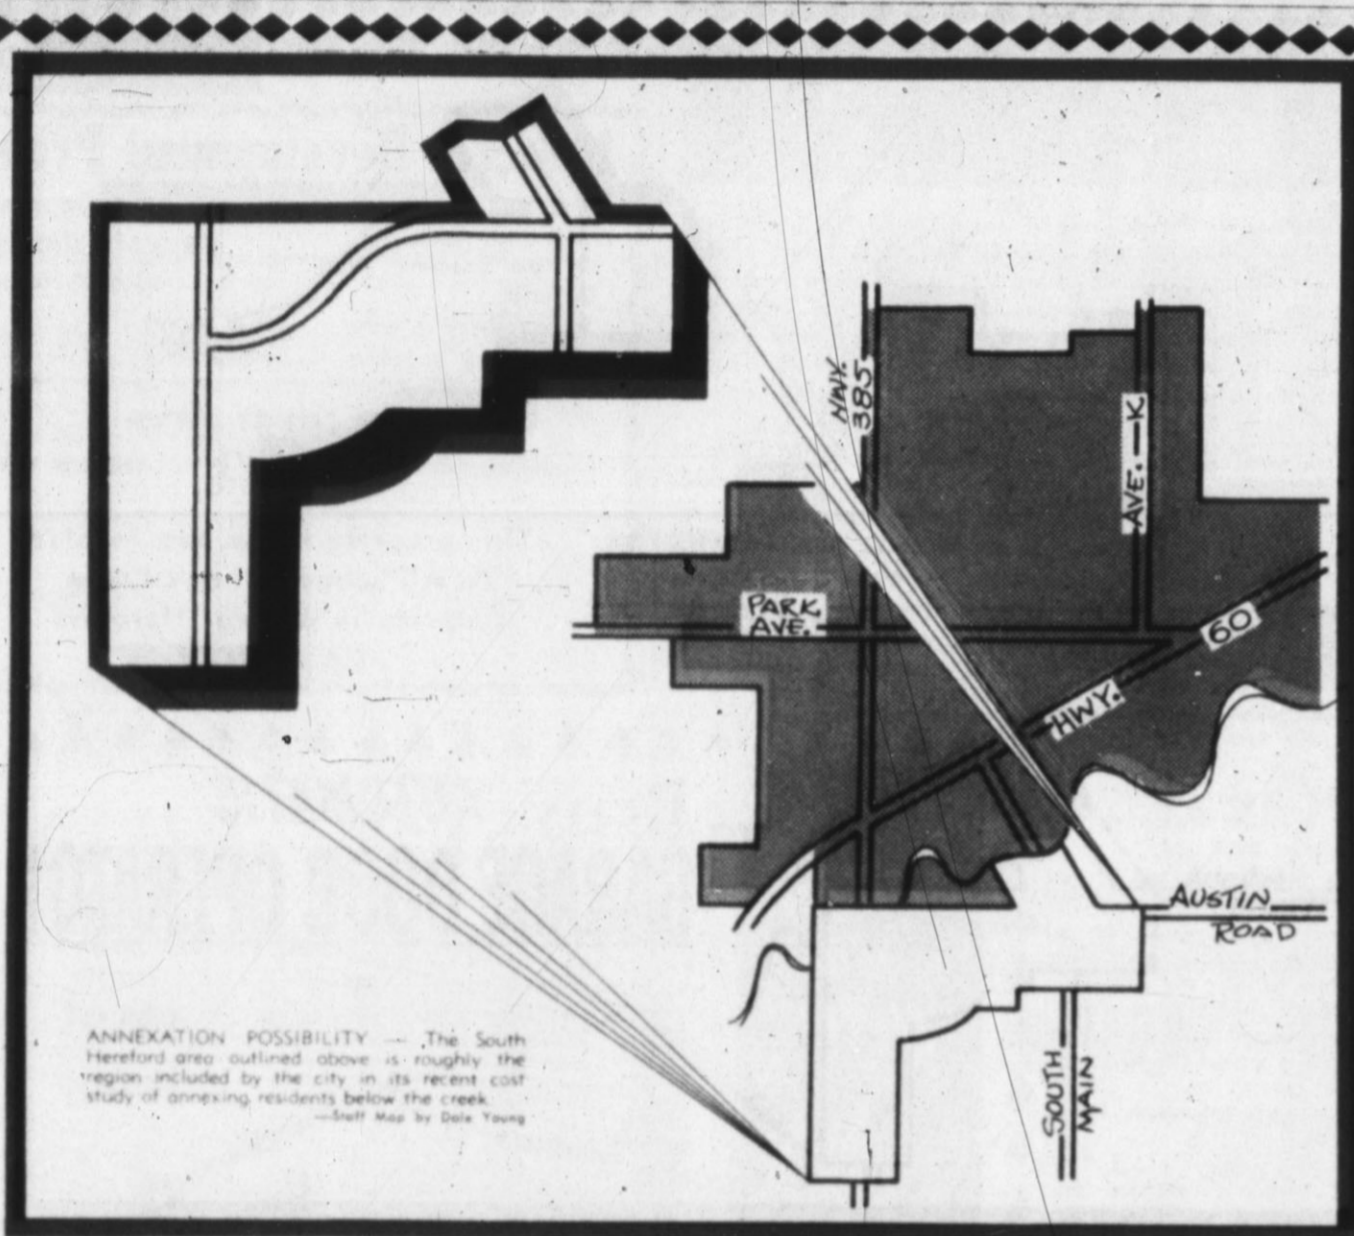 HWY.
385
AVE.—K
PARK
AVE.
60
HWY.
AUSTIN
ROAD
SOUTH
MAIN
ANNEXATION POSSIBILITY — The South
Hereford area outlined above is roughly the
region included by the city in its recent cost
study of annexing residents below the creek.
—Staff Map by Dale Young